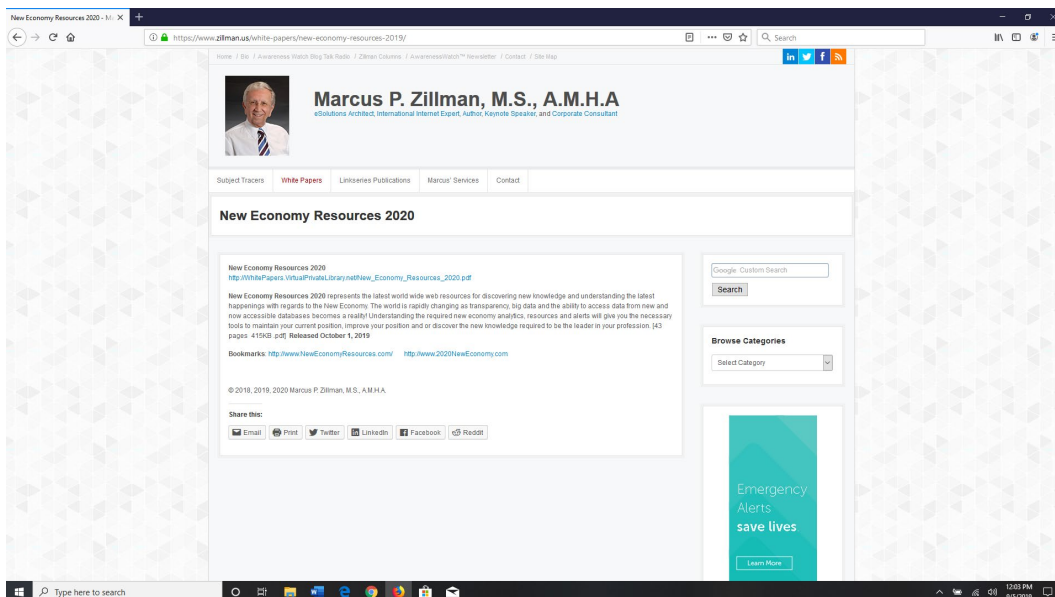 New Economy Resources 2020 - Mc
https://www.zillman.us/white-papers/new-economy-resources-2019/
Search
Home / Bio / Awareness Watch Blog Talk Radio / Zillman Columns / AwarenessWatch™ Newsletter / Contact / Site Map
Marcus P. Zillman, M.S., A.M.H.A
eSolutions Architect, International Internet Expert, Author, Keynote Speaker, and Corporate Consultant
Subject Tracers White Papers Linkseries Publications Marcus' Services Contact
New Economy Resources 2020
New Economy Resources 2020
http://WhitePapers.VirtualPrivateLibrary.net/New_Economy_Resources_2020.pdf
New Economy Resources 2020 represents the latest world wide web resources for discovering new knowledge and understanding the latest
happenings with regards to the New Economy. The world is rapidly changing as transparency, big data and the ability to access data from new and
now accessible databases becomes a reality! Understanding the required new economy analytics, resources and alerts will give you the necessary
tools to maintain your current position, improve your position and or discover the new knowledge required to be the leader in your profession. [43
pages 415KB .pdf] Released October 1, 2019
Bookmarks: http://www.NewEconomyResources.com/ http://www.2020NewEconomy.com
© 2018, 2019, 2020 Marcus P. Zillman, M.S., A.M.H.A.
Share this:
Email Print Twitter LinkedIn Facebook Reddit
Google Custom Search
Search
Browse Categories
Select Category
Emergency
Alerts
save lives
Learn More
Type here to search
12:03 PM
9/5/2019